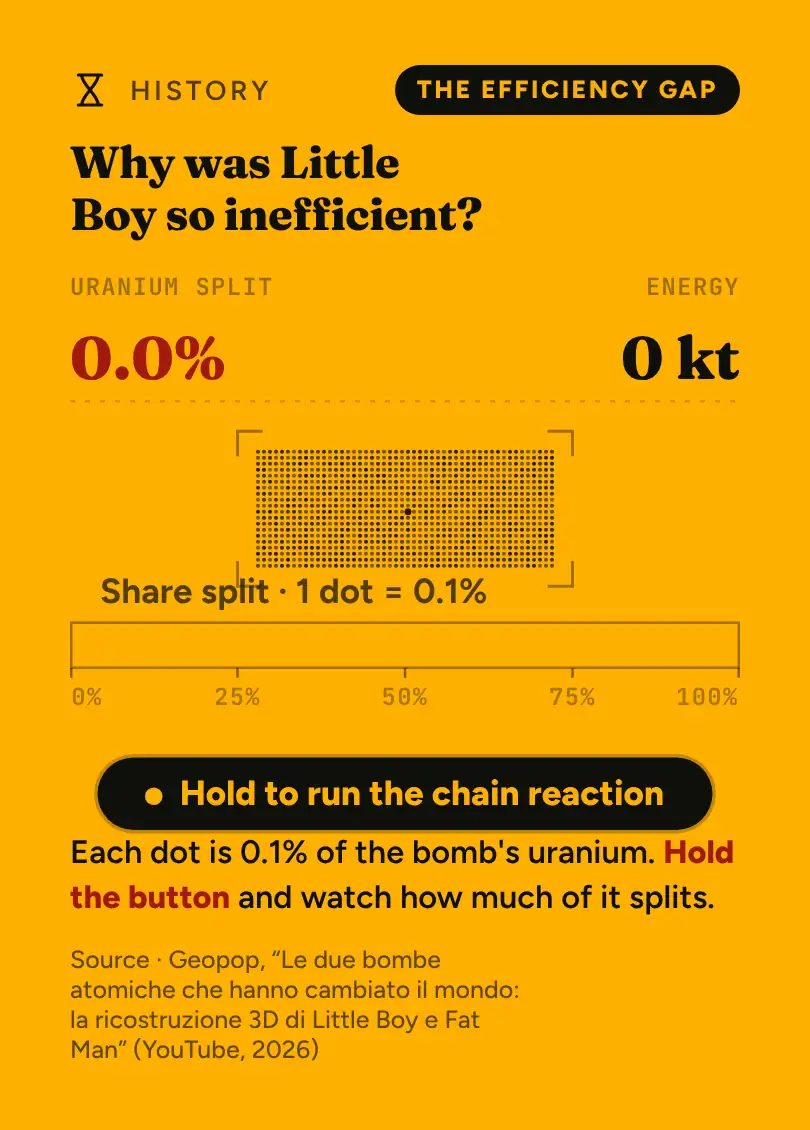 HISTORY
THE EFFICIENCY GAP
Why was Little
Boy so inefficient?
URANIUM SPLIT
ENERGY
0.0%
0 kt
Share split · 1 dot = 0.1%
0% 25% 50% 75% 100%
Hold to run the chain reaction
Each dot is 0.1% of the bomb's uranium. Hold
the button and watch how much of it splits.
Source · Geopop, “Le due bombe
atomiche che hanno cambiato il mondo:
la ricostruzione 3D di Little Boy e Fat
Man” (YouTube, 2026)